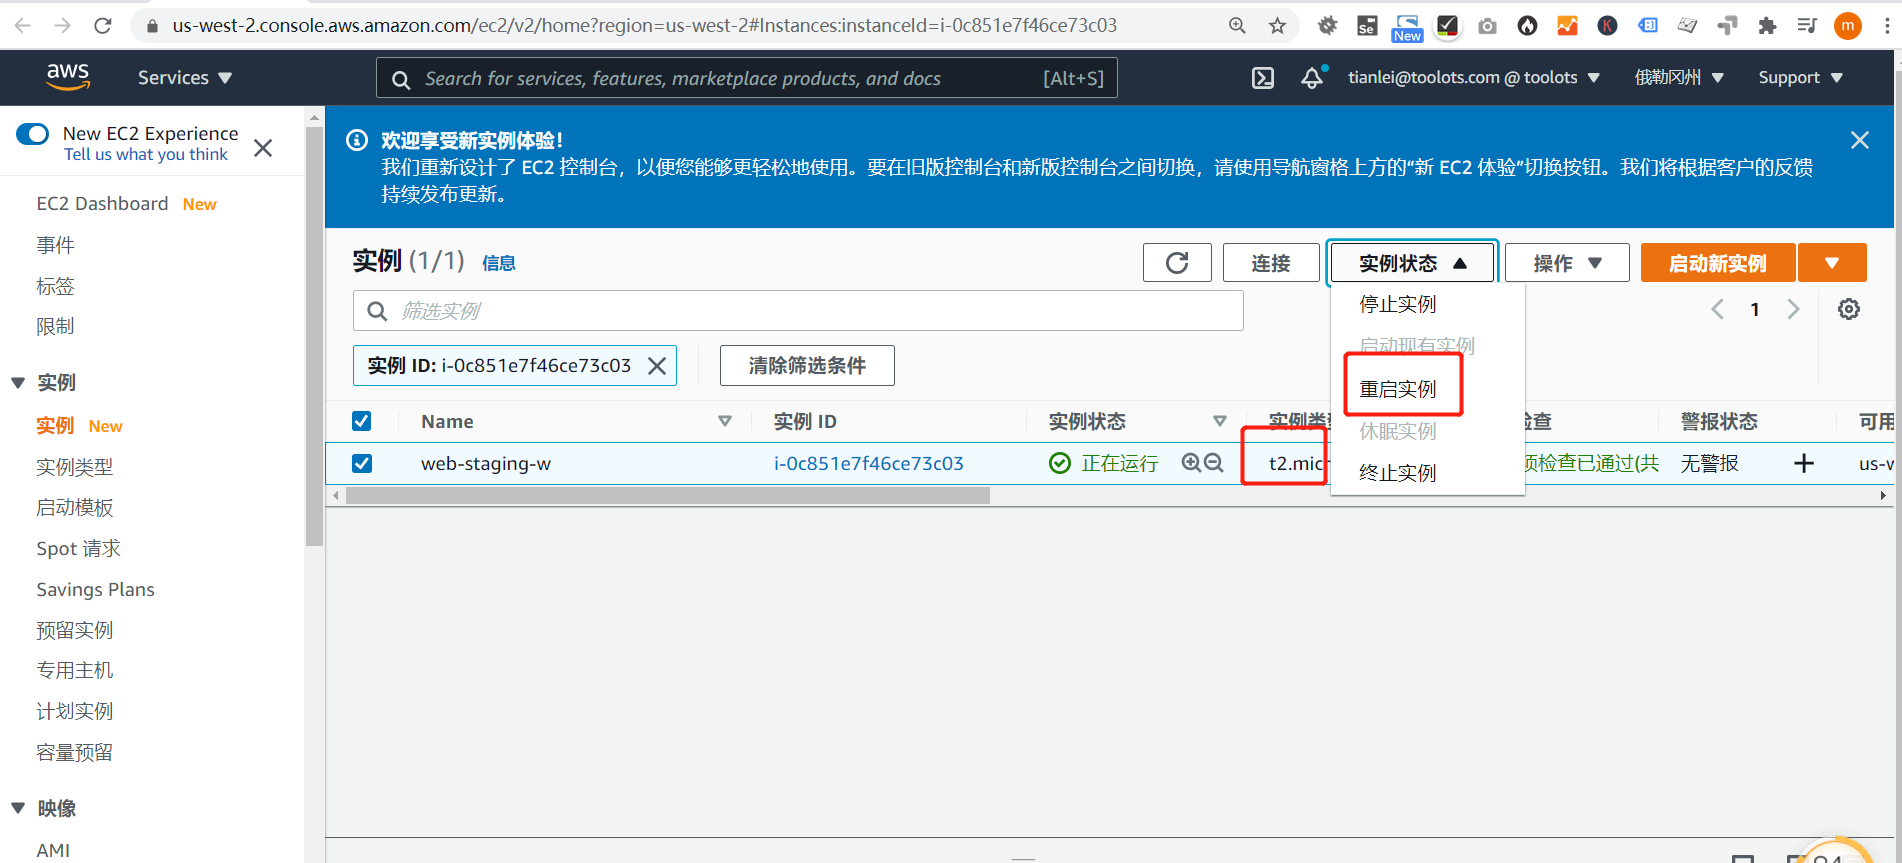 us-west-2.console.aws.amazon.com/ec2/v2/home?region=us-west-2#Instances:instanceId=i-0c851e7f46ce73c03
Se
New
K
m
aws
Services
Search for services, features, marketplace products, and docs
[Alt+S]
tianlei@toolots.com @ toolots
俄勒冈州
Support
New EC2 Experience
Tell us what you think
EC2 Dashboard New
事件
标签
限制
实例
实例 New
实例类型
启动模板
Spot 请求
Savings Plans
预留实例
专用主机
计划实例
容量预留
映像
AMI
欢迎享受新实例体验!
我们重新设计了 EC2 控制台，以便您能够更轻松地使用。要在旧版控制台和新版控制台之间切换，请使用导航窗格上方的“新 EC2 体验”切换按钮。我们将根据客户的反馈
持续发布更新。
实例 (1/1) 信息
连接
实例状态
操作
启动新实例
筛选实例
1
停止实例
启动现有实例
重启实例
休眠实例
终止实例
实例 ID: i-0c851e7f46ce73c03
清除筛选条件
Name
实例 ID
实例状态
实例类
检查
警报状态
可用
web-staging-w
i-0c851e7f46ce73c03
正在运行
t2.mic
项检查已通过(共
无警报
us-w